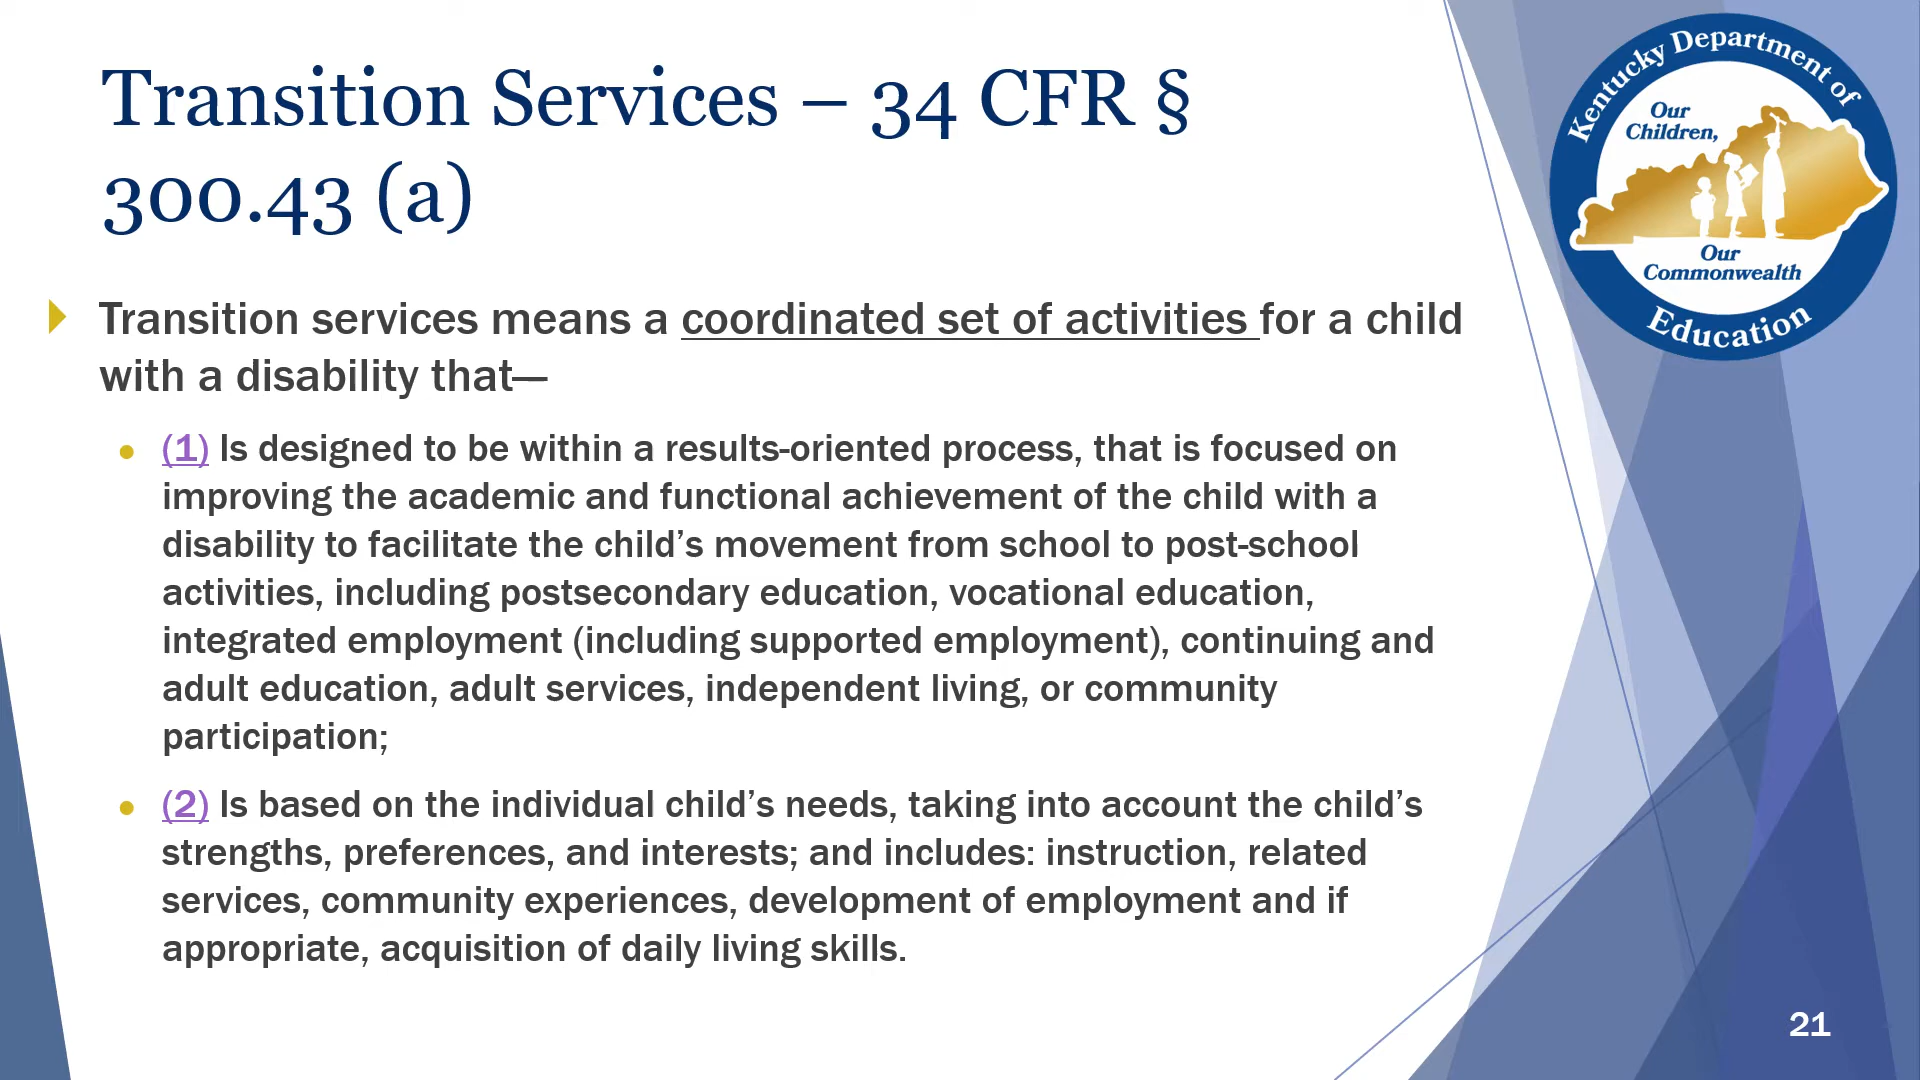 Transition Services – 34 CFR §
300.43 (a)
Transition services means a coordinated set of activities for a child
with a disability that—
(1) Is designed to be within a results-oriented process, that is focused on
improving the academic and functional achievement of the child with a
disability to facilitate the child’s movement from school to post-school
activities, including postsecondary education, vocational education,
integrated employment (including supported employment), continuing and
adult education, adult services, independent living, or community
participation;
(2) Is based on the individual child’s needs, taking into account the child’s
strengths, preferences, and interests; and includes: instruction, related
services, community experiences, development of employment and if
appropriate, acquisition of daily living skills.
Kentucky Department of
Our
Children,
Our
Commonwealth
Education
21